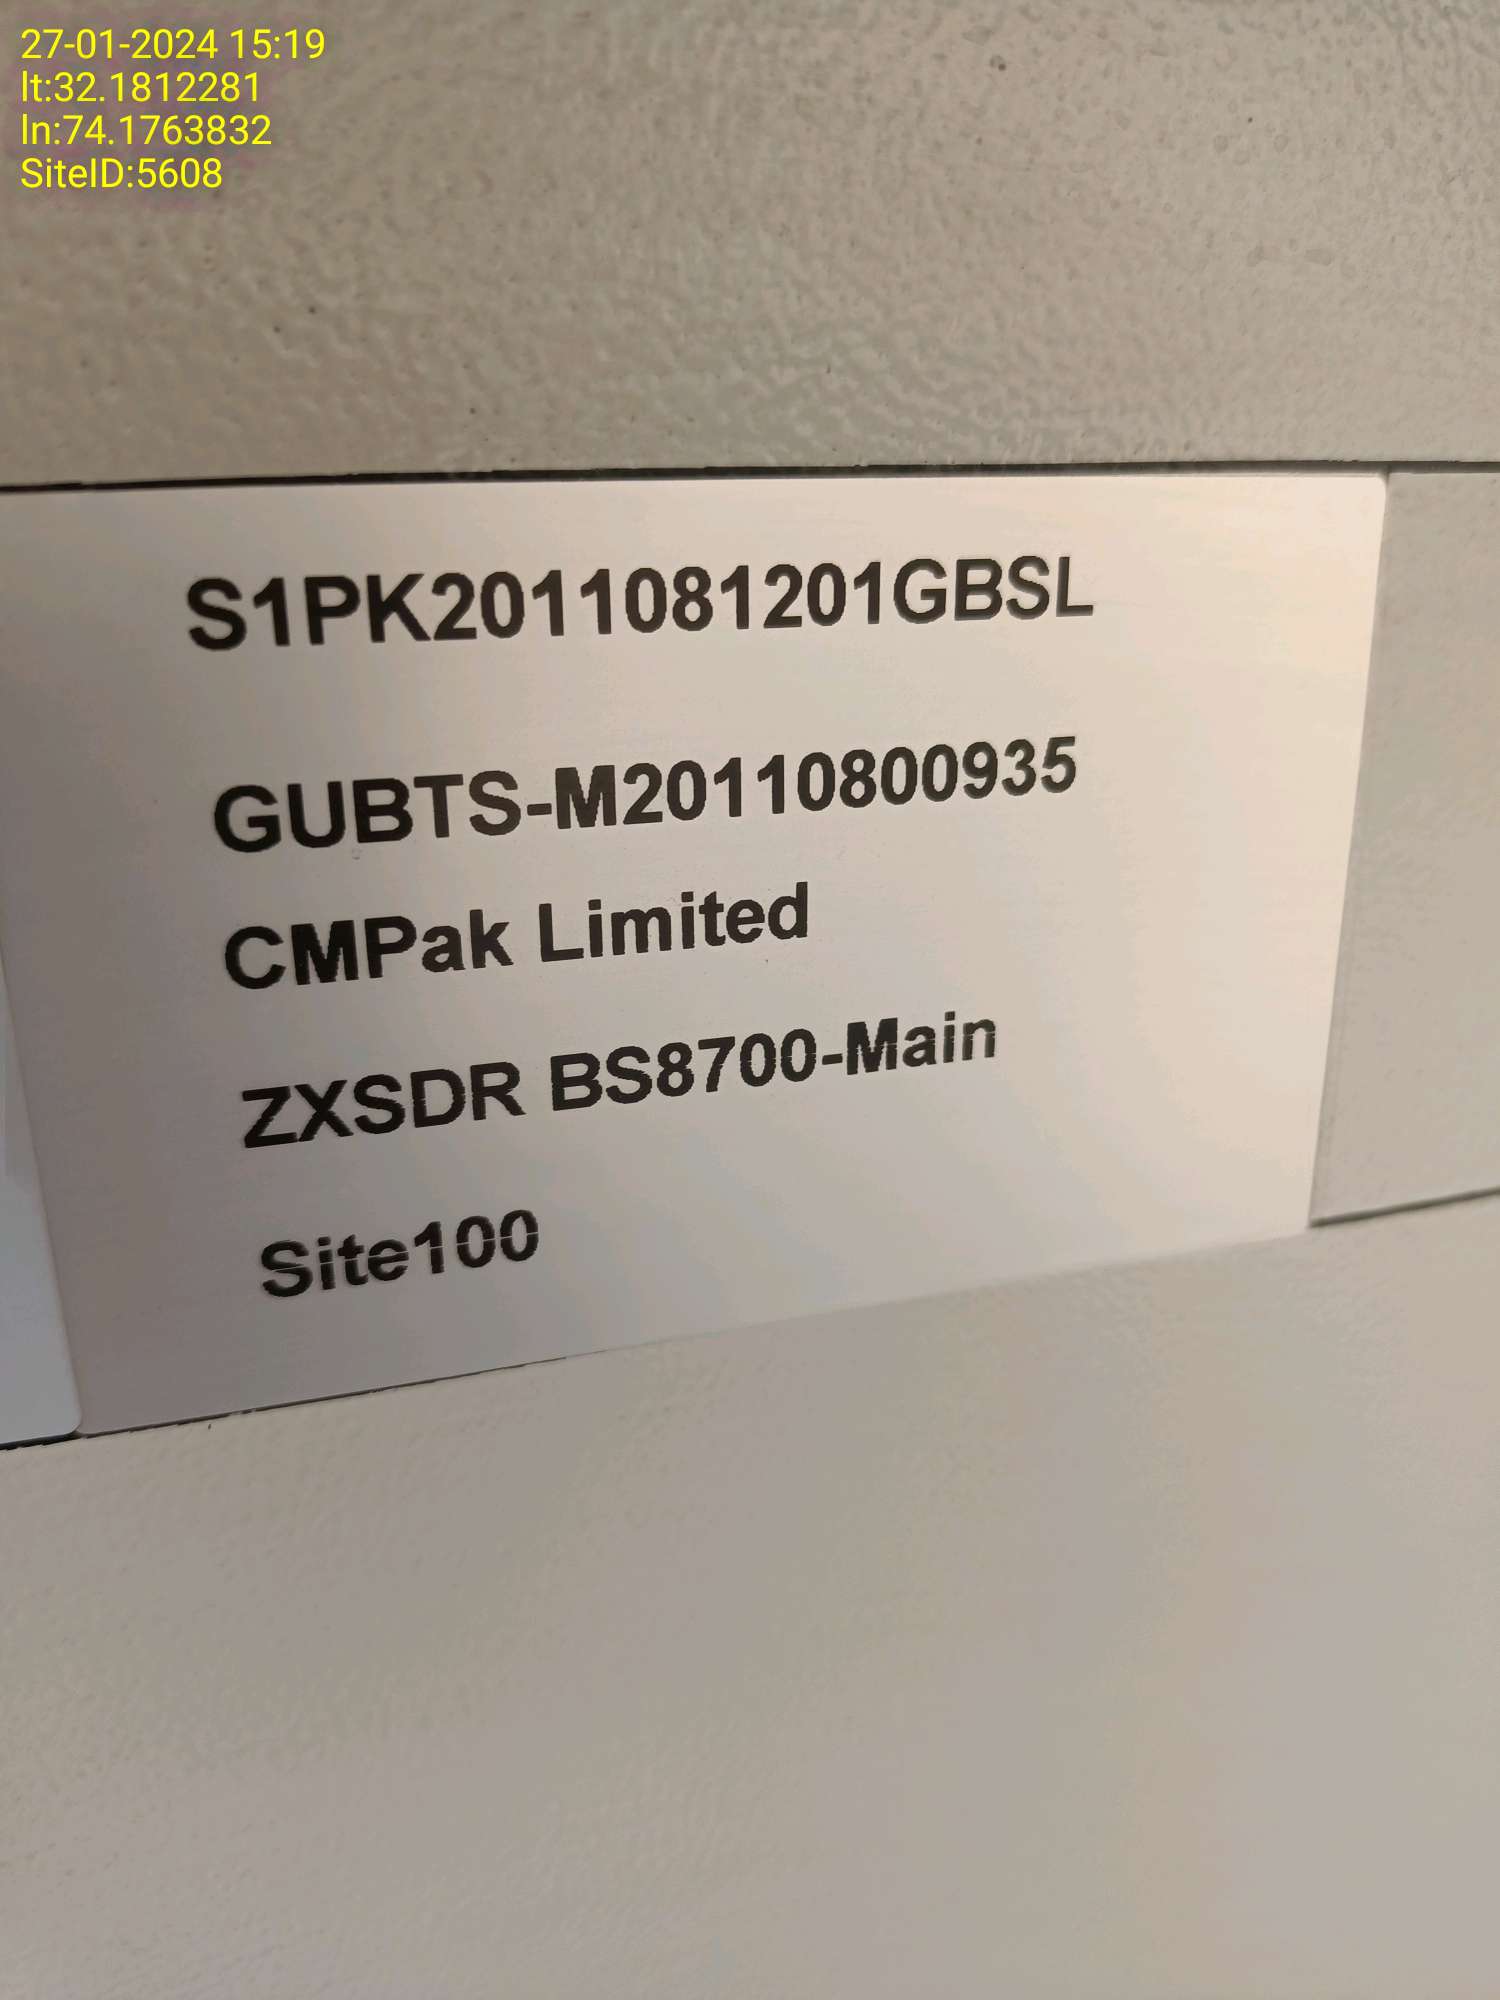 27-01-2024 15:19
lt:32.1812281
ln:74.1763832
SiteID:5608
S1PK2011081201GBSL
GUBTS-M20110800935
CMPak Limited
ZXSDR BS8700-Main
Site100